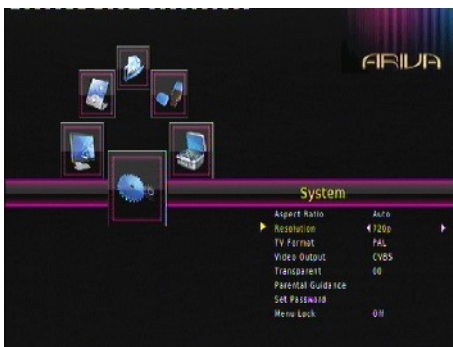 ARIVA
System
Aspect Ratio Auto
Resolution 720p
TV Format PAL
Video Output CVBS
Transparent 00
Parental Guidance
Set Password
Menu Lock Off